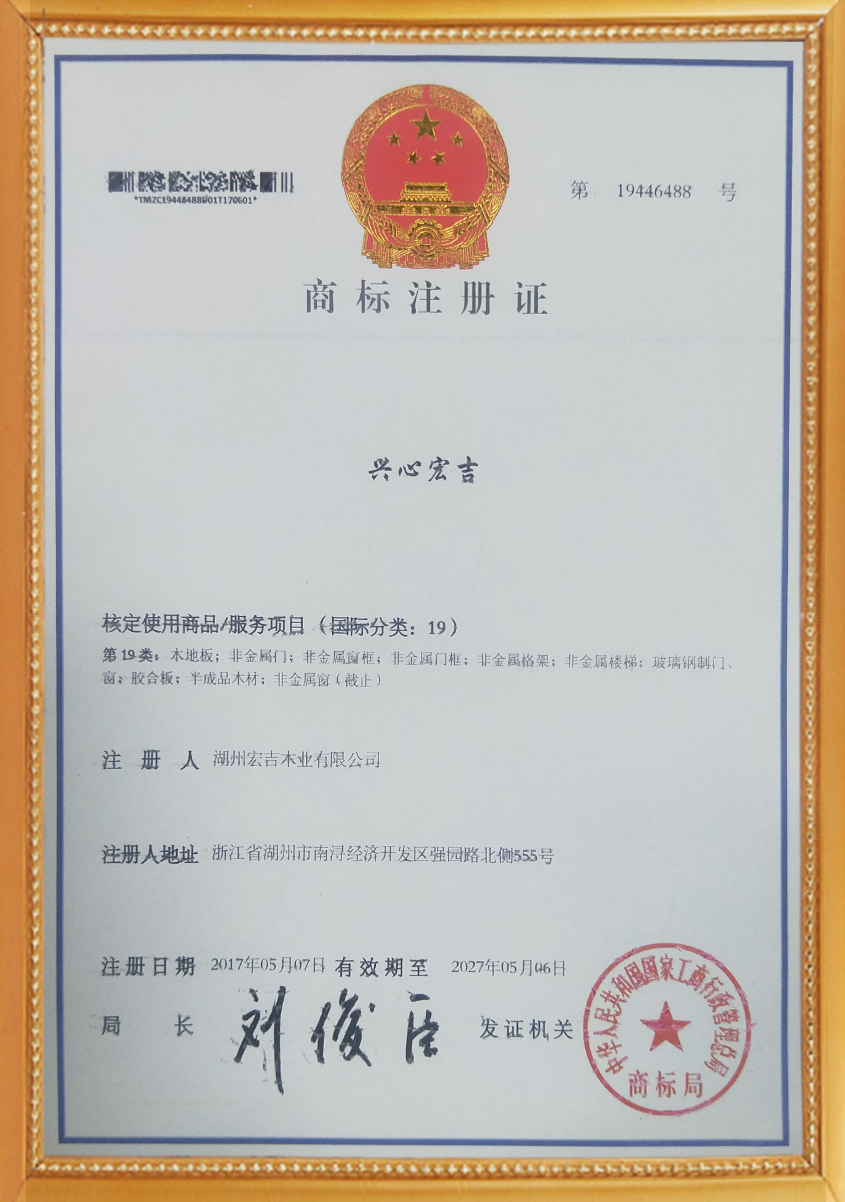 第 19446488 号
*TMZC19446488W01T170601*
商标注册证
兴心宏吉
核定使用商品/服务项目（国际分类：19）
第19类：木地板；非金属门；非金属窗框；非金属门框；非金属格架；非金属楼梯；玻璃钢制门、
窗；胶合板；半成品木材；非金属窗（截止）
注册人 湖州宏吉木业有限公司
注册人地址 浙江省湖州市南浔经济开发区强园路北侧555号
注册日期 2017年05月07日 有效期至 2027年05月06日
局长 刘俊臣 发证机关
中华人民共和国国家工商行政管理总局
商标局